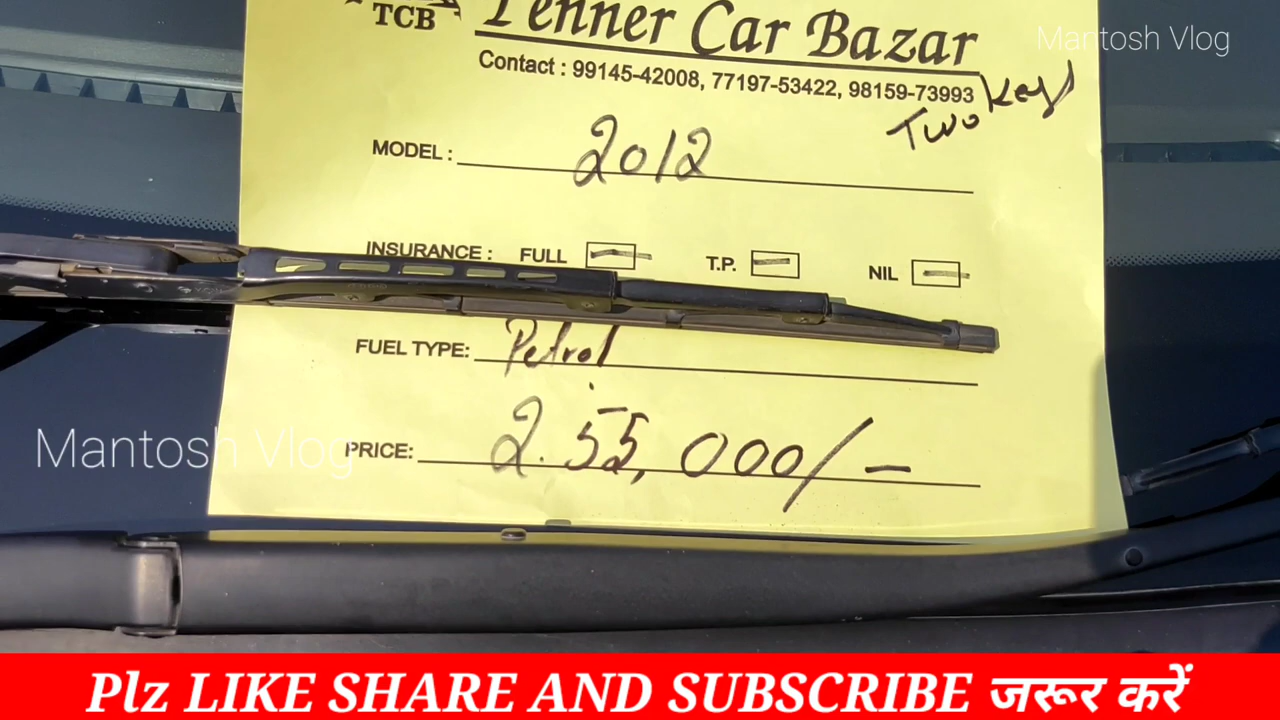 TCB
Tenner Car Bazar
Mantosh Vlog
Contact : 99145-42008, 77197-53422, 98159-73993
Two Keys
MODEL : 2012
INSURANCE : FULL T.P. NIL
FUEL TYPE: Petrol
PRICE: 2.55,000/-
Mantosh Vlog
Plz LIKE SHARE AND SUBSCRIBE जरूर करें